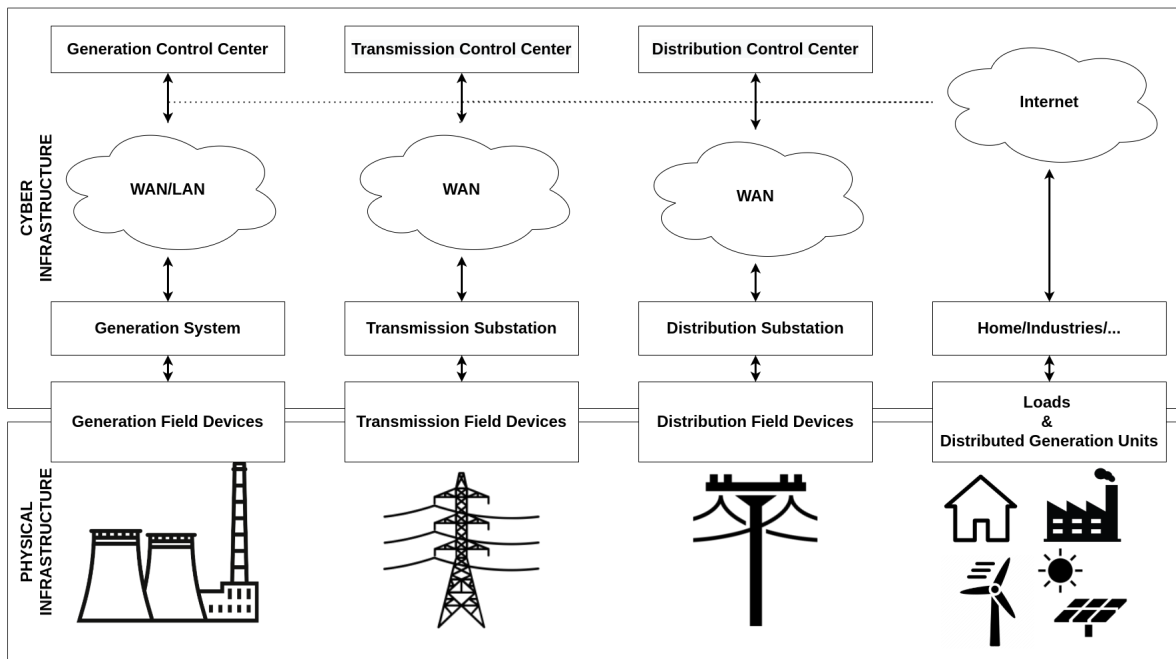 Generation Control Center
Transmission Control Center
Distribution Control Center
Internet
WAN/LAN
WAN
WAN
CYBER
INFRASTRUCTURE
Generation System
Transmission Substation
Distribution Substation
Home/Industries/...
Generation Field Devices
Transmission Field Devices
Distribution Field Devices
Loads
&
Distributed Generation Units
PHYSICAL
INFRASTRUCTURE